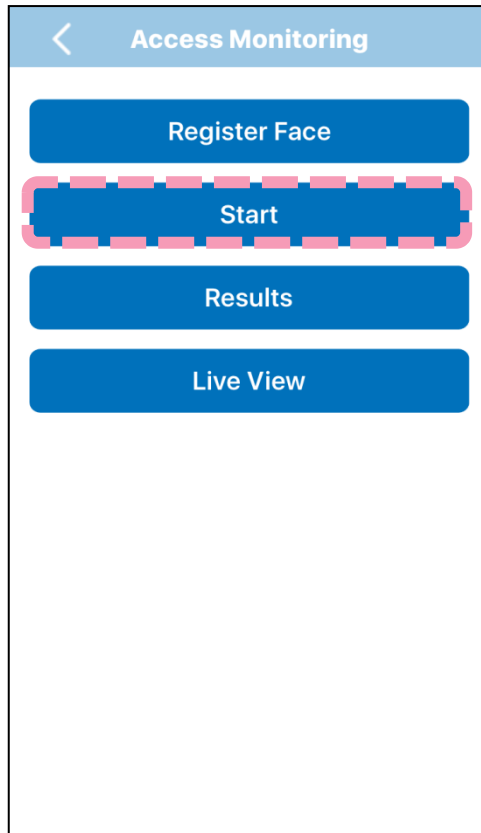 Access Monitoring
Register Face
Start
Results
Live View